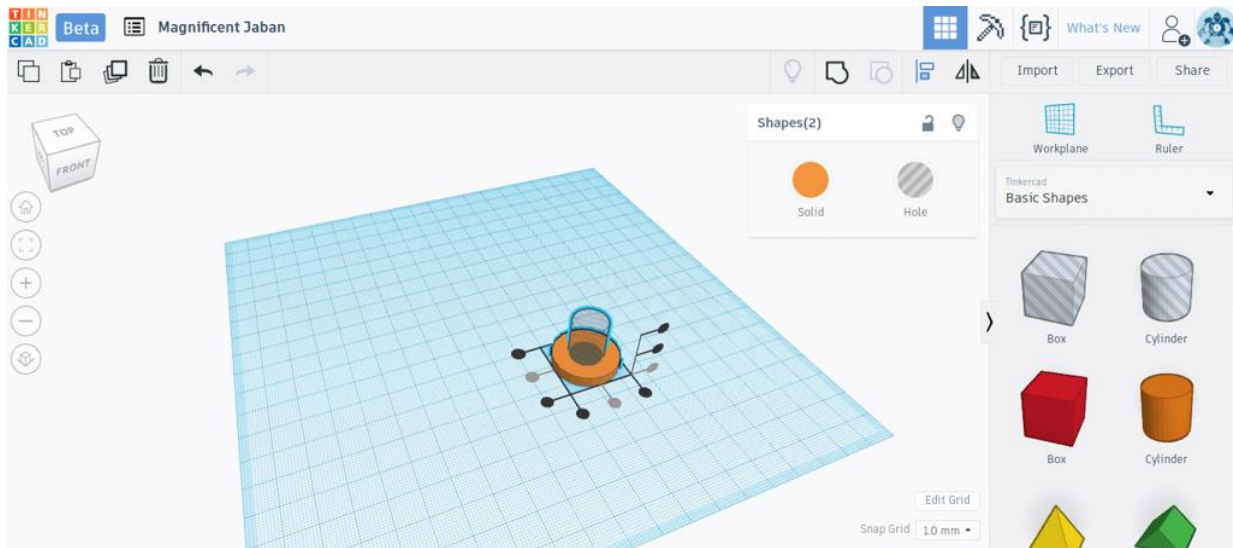 TIN
KER
CAD
Beta
Magnificent Jaban
What's New
Import
Export
Share
TOP
FRONT
Shapes(2)
Solid
Hole
Workplane
Ruler
Tinkercad
Basic Shapes
Box
Cylinder
Box
Cylinder
Edit Grid
Snap Grid 1.0 mm